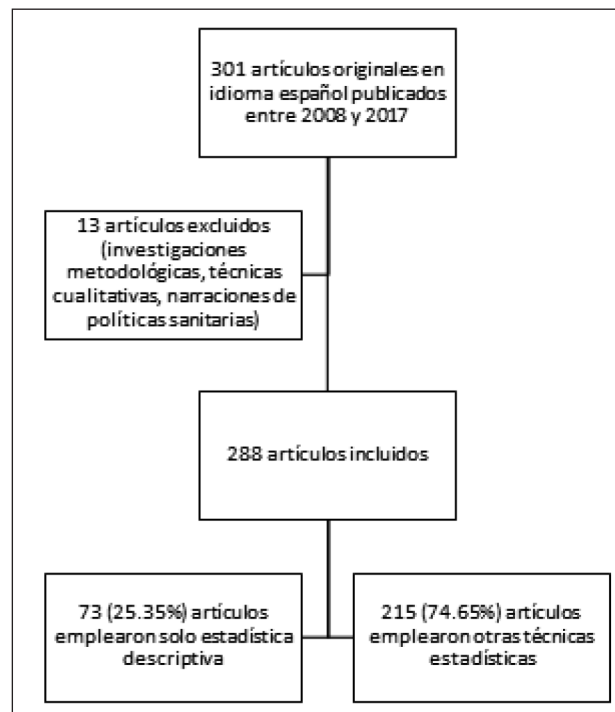 301 artículos originales en
idioma español publicados
entre 2008 y 2017
13 artículos excluidos
(investigaciones
metodológicas, técnicas
cualitativas, narraciones de
políticas sanitarias)
288 artículos incluidos
73 (25.35%) artículos
emplearon solo estadística
descriptiva
215 (74.65%) artículos
emplearon otras técnicas
estadísticas